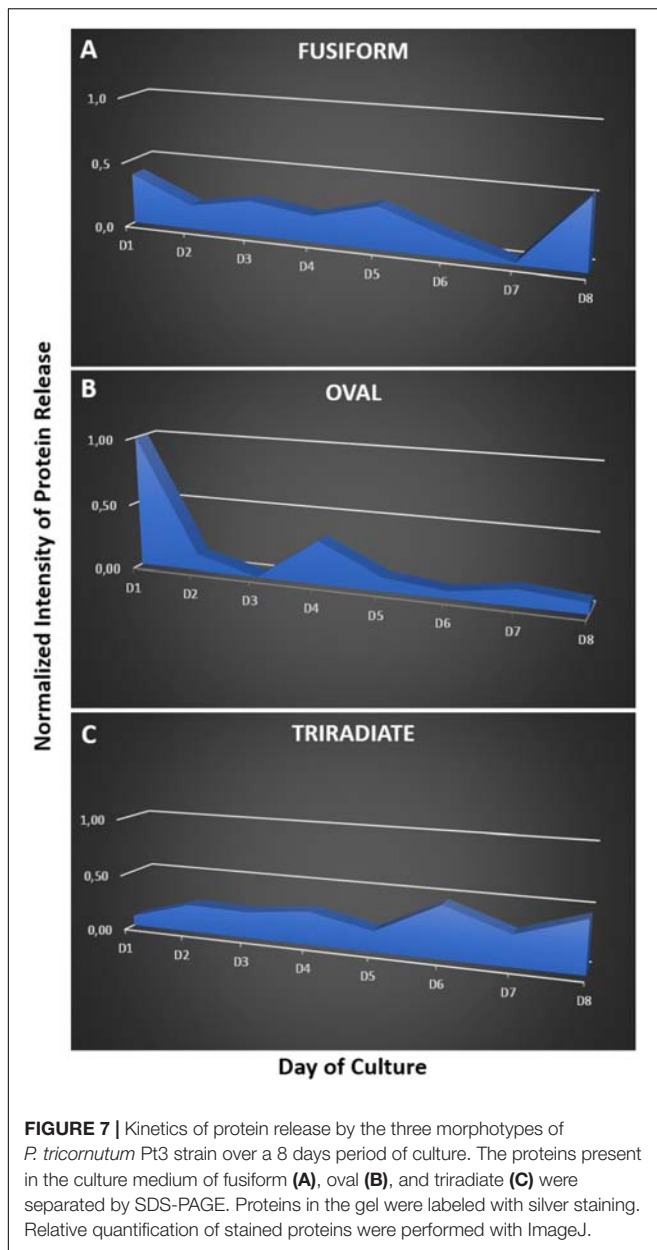 A
FUSIFORM
1,0
0,5
0,0
D1 D2 D3 D4 D5 D6 D7 D8
B
OVAL
1,00
0,50
0,00
D1 D2 D3 D4 D5 D6 D7 D8
C
TRIRADIATE
1,00
0,50
0,00
D1 D2 D3 D4 D5 D6 D7 D8
Normalized Intensity of Protein Release
Day of Culture
FIGURE 7 | Kinetics of protein release by the three morphotypes of
P. tricornutum Pt3 strain over a 8 days period of culture. The proteins present
in the culture medium of fusiform (A), oval (B), and triradiate (C) were
separated by SDS-PAGE. Proteins in the gel were labeled with silver staining.
Relative quantification of stained proteins were performed with ImageJ.